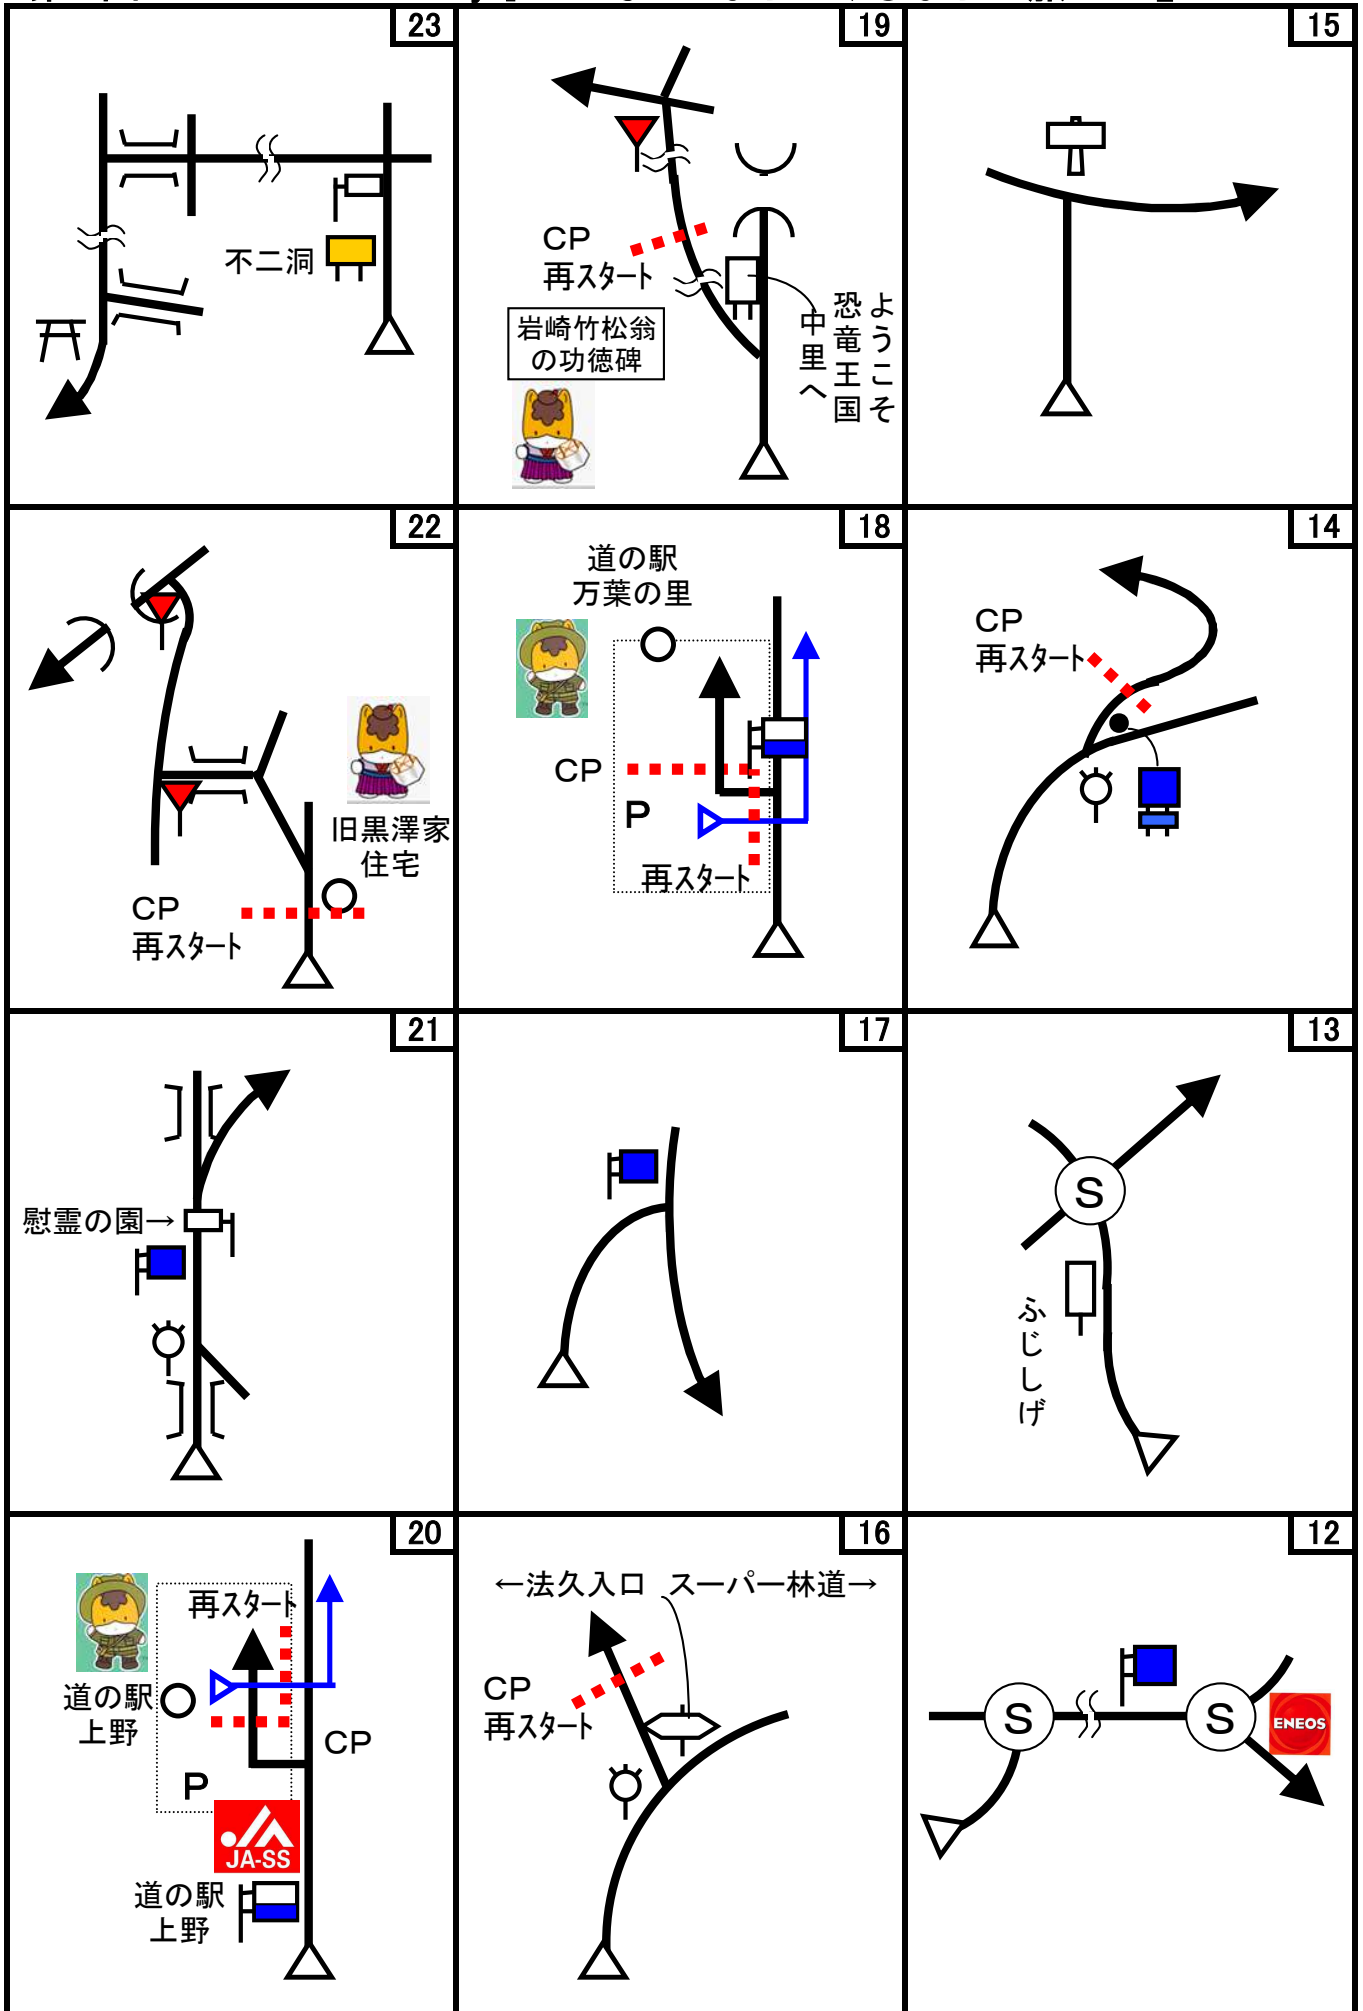 23
不二洞
19
CP
再スタート
岩崎竹松翁
の功徳碑
ようこそ
恐竜王国
中里へ
15
22
旧黒澤家
住宅
CP
再スタート
18
道の駅
万葉の里
CP
P
再スタート
14
CP
再スタート
21
慰霊の園→
17
13
S
ふじしげ
20
再スタート
道の駅
上野
CP
P
JA-SS
道の駅
上野
16
←法久入口 スーパー林道→
CP
再スタート
12
S
S
ENEOS